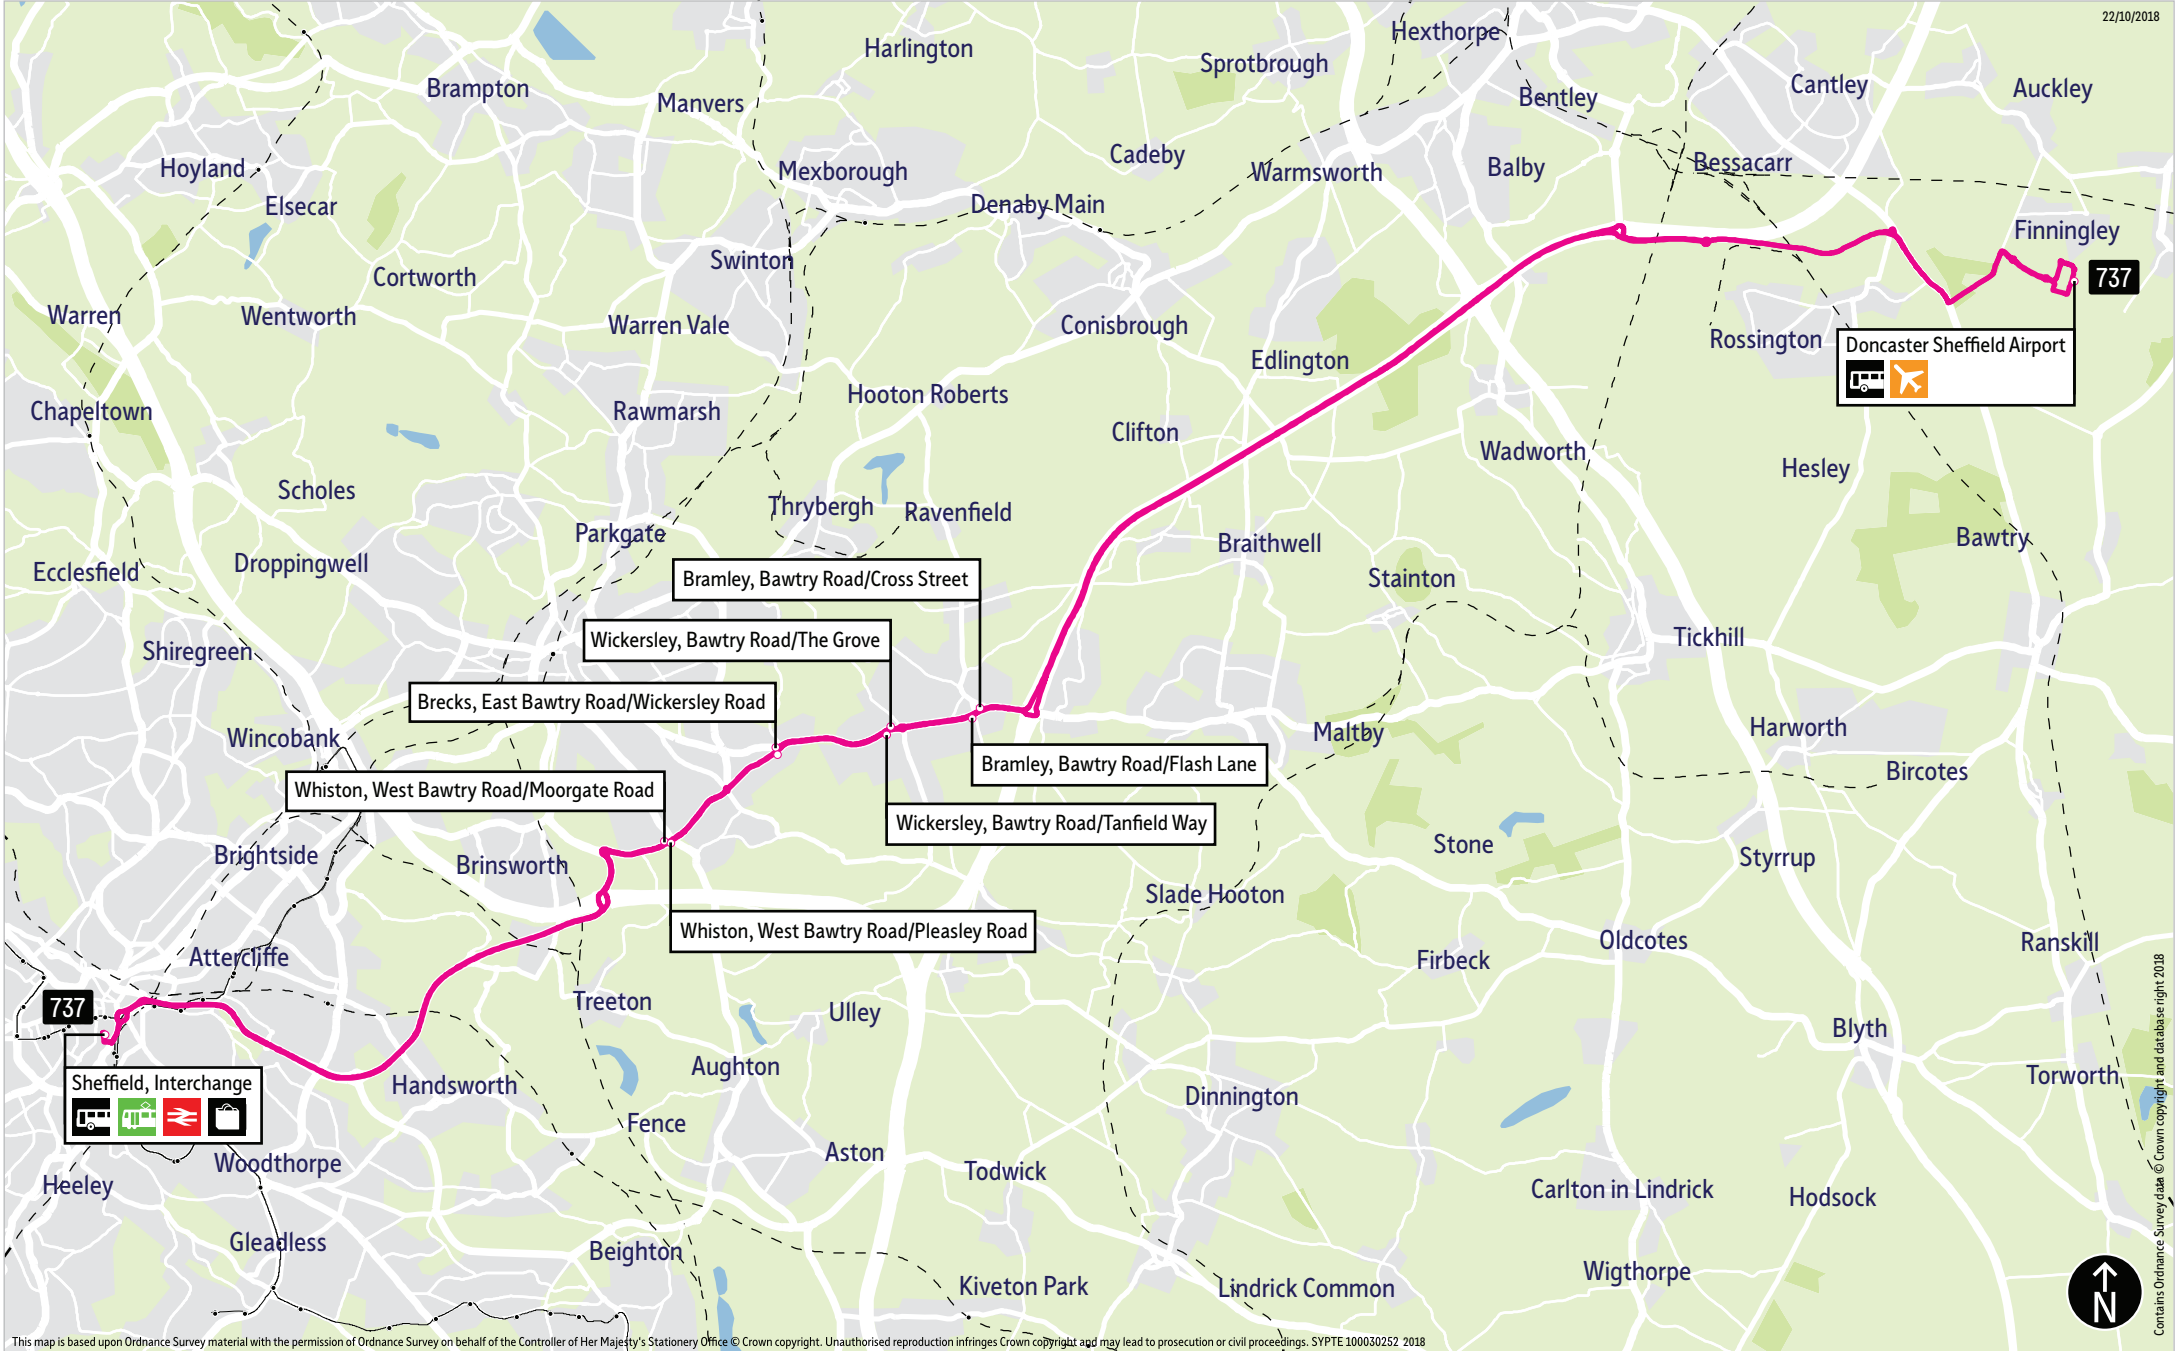 22/10/2018
Hexthorpe
Harlington
Sprotbrough
Brampton
Manvers
Bentley
Cantley
Auckley
Hoyland
Mexborough
Cadeby
Warmsworth
Balby
Bessacarr
Elsecar
Denaby Main
Finningley
Swinton
Cortworth
737
Warren
Wentworth
Warren Vale
Conisbrough
Edlington
Rossington
Doncaster Sheffield Airport
Chapeltown
Rawmarsh
Hooton Roberts
Clifton
Wadworth
Hesley
Scholes
Thrybergh
Ravenfield
Parkgate
Braithwell
Bawtry
Ecclesfield
Droppingwell
Bramley, Bawtry Road/Cross Street
Stainton
Shiregreen
Wickersley, Bawtry Road/The Grove
Tickhill
Brecks, East Bawtry Road/Wickersley Road
Wincobank
Maltby
Harworth
Bramley, Bawtry Road/Flash Lane
Bircotes
Whiston, West Bawtry Road/Moorgate Road
Wickersley, Bawtry Road/Tanfield Way
Brightside
Brinsworth
Stone
Styrrup
Slade Hooton
Whiston, West Bawtry Road/Pleasley Road
Attercliffe
Firbeck
Oldcotes
Ranskill
737
Treeton
Ulley
Blyth
Sheffield, Interchange
Handsworth
Aughton
Dinnington
Torworth
Fence
Woodthorpe
Aston
Todwick
Heeley
Carlton in Lindrick
Hodsock
Gleadless
Beighton
Kiveton Park
Lindrick Common
Wigthorpe
N
This map is based upon Ordnance Survey material with the permission of Ordnance Survey on behalf of the Controller of Her Majesty's Stationery Office © Crown copyright. Unauthorised reproduction infringes Crown copyright and may lead to prosecution or civil proceedings. SYPTE 100030252 2018
Contains Ordnance Survey data © Crown copyright and database right 2018